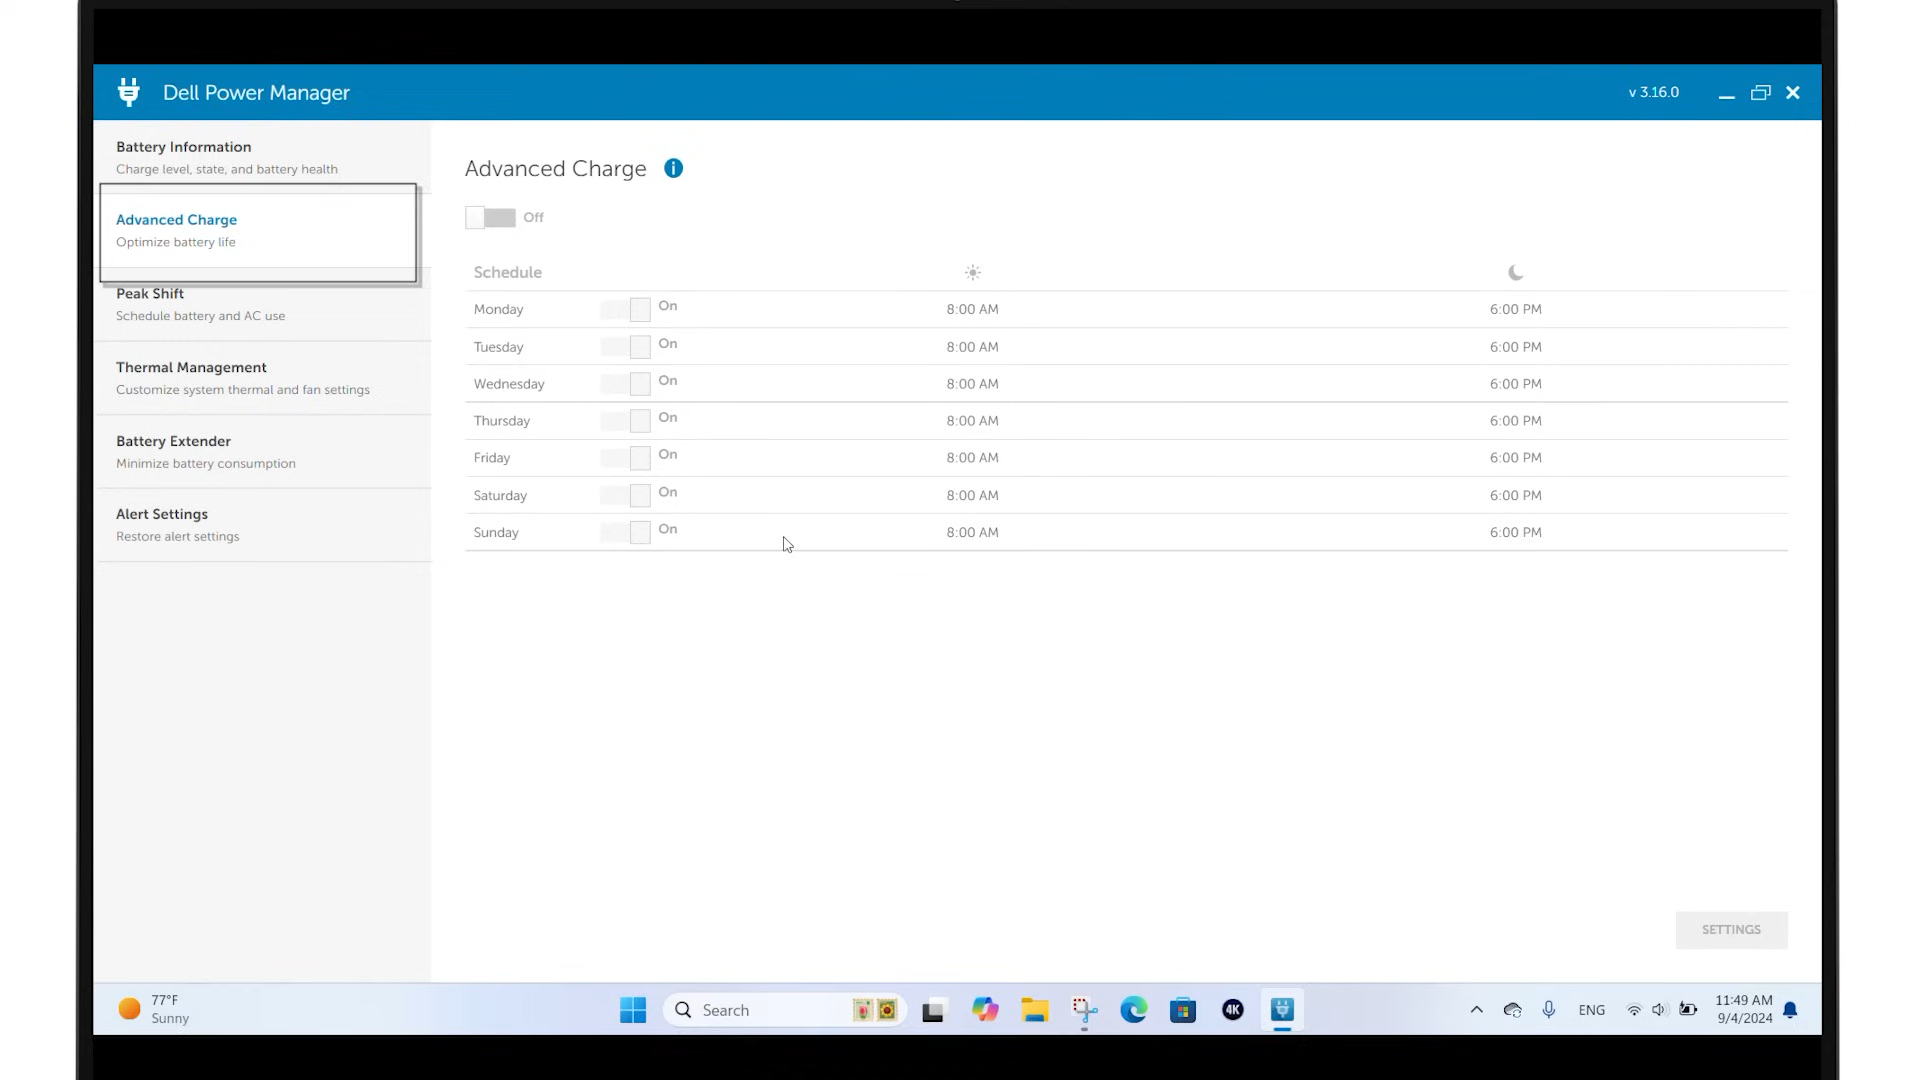 Dell Power Manager
v 3.16.0
Battery Information
Charge level, state, and battery health
Advanced Charge
Optimize battery life
Peak Shift
Schedule battery and AC use
Thermal Management
Customize system thermal and fan settings
Battery Extender
Minimize battery consumption
Alert Settings
Restore alert settings
Advanced Charge
Off
Schedule
Monday On 8:00 AM 6:00 PM
Tuesday On 8:00 AM 6:00 PM
Wednesday On 8:00 AM 6:00 PM
Thursday On 8:00 AM 6:00 PM
Friday On 8:00 AM 6:00 PM
Saturday On 8:00 AM 6:00 PM
Sunday On 8:00 AM 6:00 PM
SETTINGS
77°F
Sunny
Search
4K
ENG
11:49 AM
9/4/2024